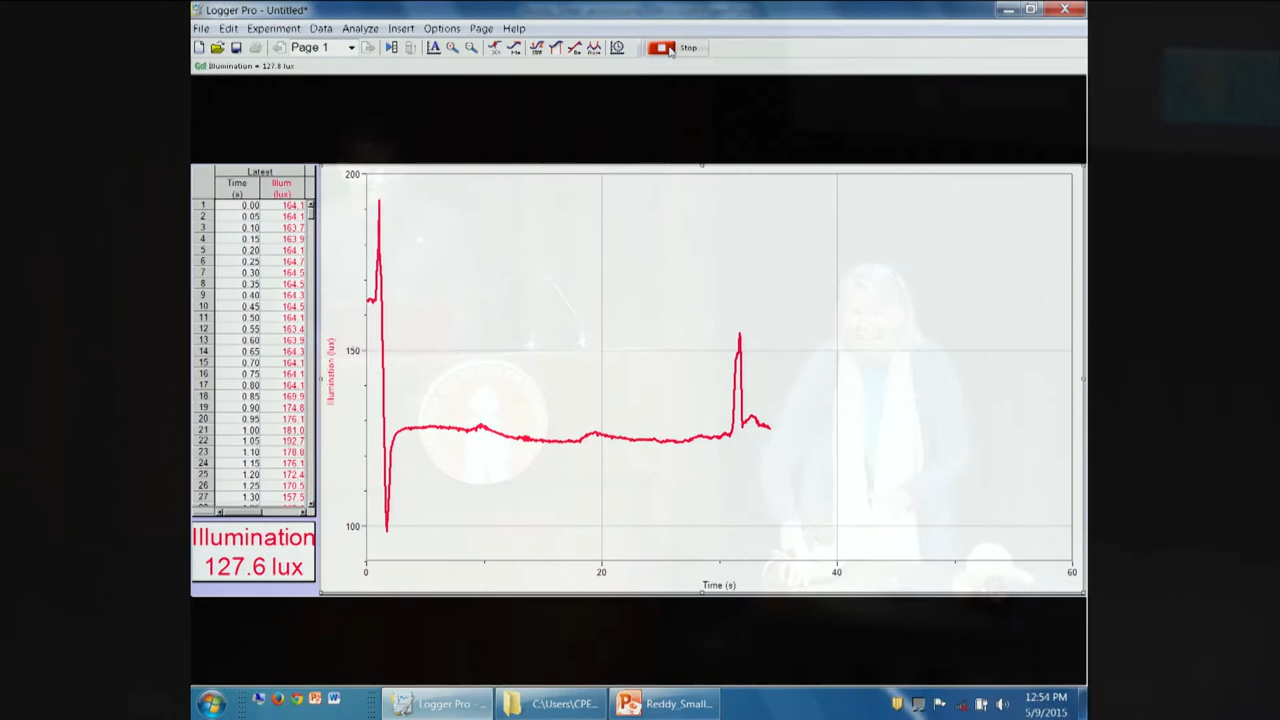 Logger Pro - Untitled*
File Edit Experiment Data Analyze Insert Options Page Help
Page 1 Stop
Go! Illumination = 127.8 lux
Latest
Time (s) Illum (lux)
1 0.00 164.1
2 0.05 164.1
3 0.10 163.7
4 0.15 163.9
5 0.20 164.1
6 0.25 164.7
7 0.30 164.5
8 0.35 164.5
9 0.40 164.3
10 0.45 164.5
11 0.50 164.1
12 0.55 163.4
13 0.60 163.9
14 0.65 164.3
15 0.70 164.1
16 0.75 164.1
17 0.80 164.1
18 0.85 169.9
19 0.90 174.8
20 0.95 176.1
21 1.00 181.0
22 1.05 192.7
23 1.10 178.8
24 1.15 176.1
25 1.20 172.4
26 1.25 170.5
27 1.30 157.5
Illumination
127.6 lux
200
150
100
Illumination (lux)
0 20 40 60
Time (s)
Logger Pro - ... C:\Users\CPE... Reddy_Small...
12:54 PM
5/9/2015